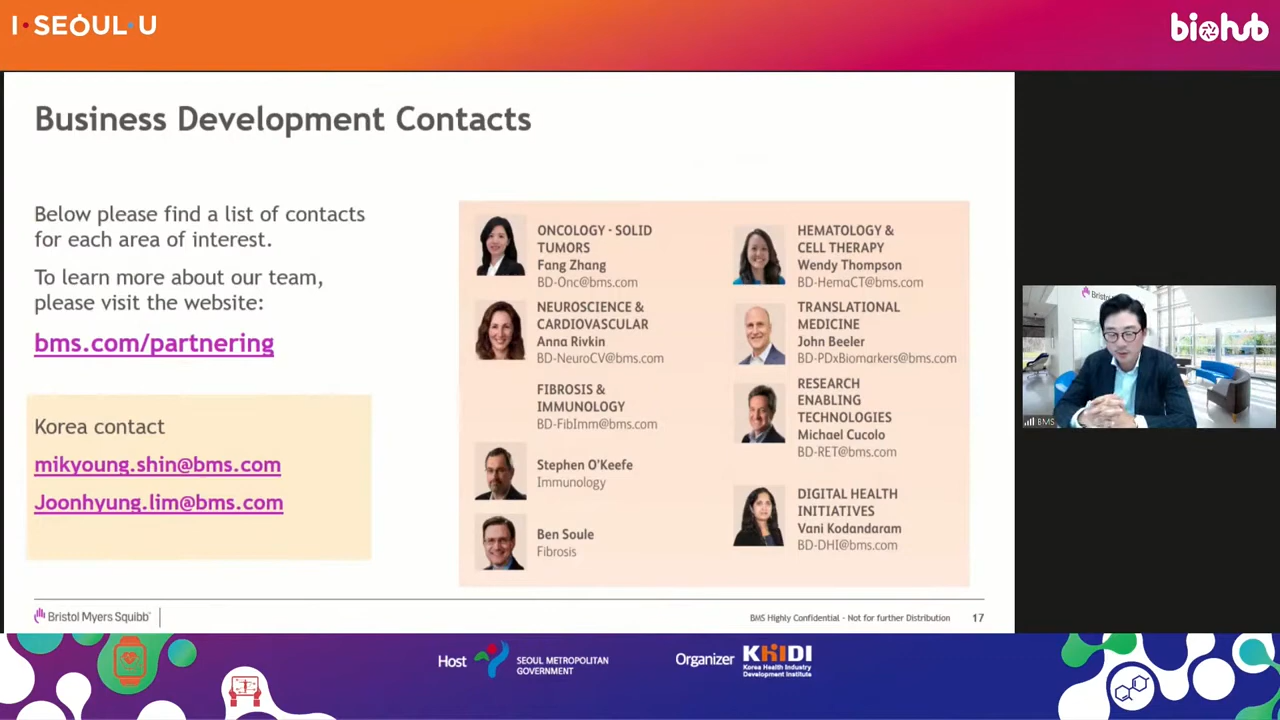 I·SEOUL·U
biohub
Business Development Contacts
Below please find a list of contacts
for each area of interest.
To learn more about our team,
please visit the website:
bms.com/partnering
Korea contact
mikyoung.shin@bms.com
Joonhyung.lim@bms.com
ONCOLOGY - SOLID
TUMORS
Fang Zhang
BD-Onc@bms.com
NEUROSCIENCE &
CARDIOVASCULAR
Anna Rivkin
BD-NeuroCV@bms.com
FIBROSIS &
IMMUNOLOGY
BD-FibImm@bms.com
Stephen O'Keefe
Immunology
Ben Soule
Fibrosis
HEMATOLOGY &
CELL THERAPY
Wendy Thompson
BD-HemaCT@bms.com
TRANSLATIONAL
MEDICINE
John Beeler
BD-PDxBiomarkers@bms.com
RESEARCH
ENABLING
TECHNOLOGIES
Michael Cucolo
BD-RET@bms.com
DIGITAL HEALTH
INITIATIVES
Vani Kodandaram
BD-DHI@bms.com
Bristol Myers Squibb
BMS Highly Confidential - Not for further Distribution
17
Bristol
BMS
Host
SEOUL METROPOLITAN
GOVERNMENT
Organizer
KHIDI
Korea Health Industry
Development Institute